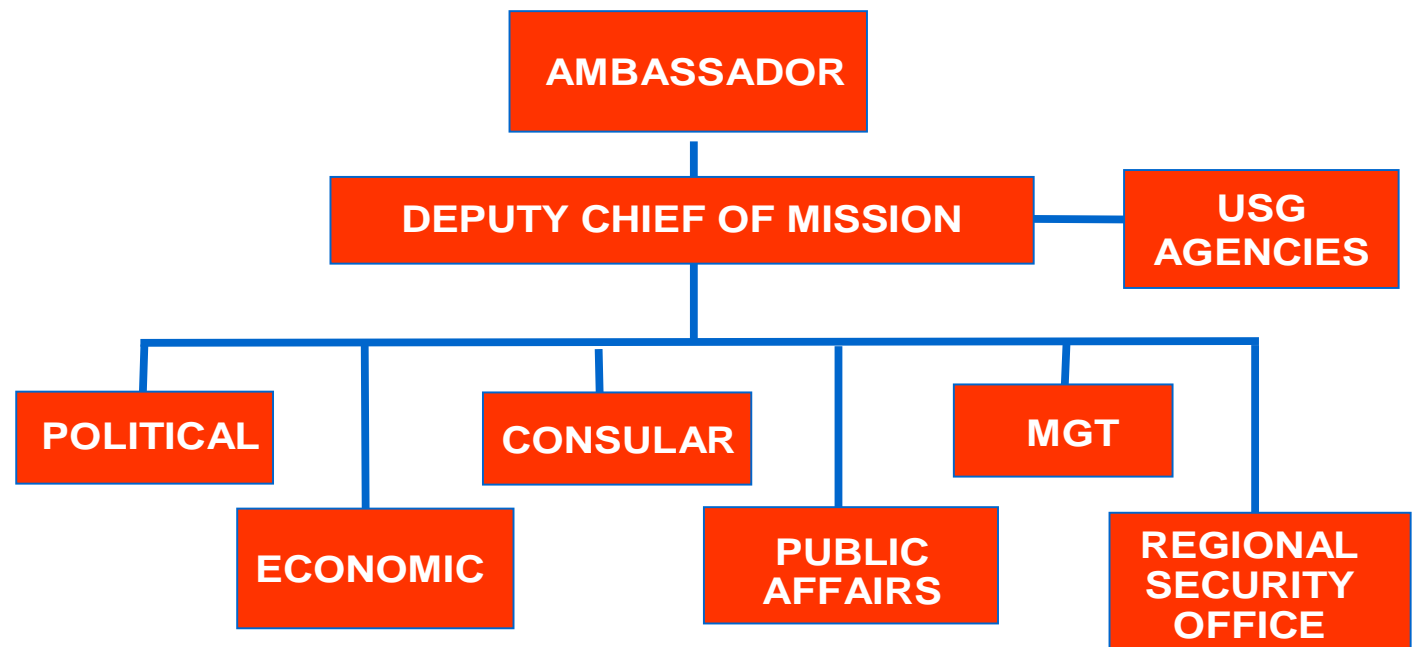 AMBASSADOR
DEPUTY CHIEF OF MISSION
USG
AGENCIES
POLITICAL
ECONOMIC
CONSULAR
PUBLIC
AFFAIRS
MGT
REGIONAL
SECURITY
OFFICE